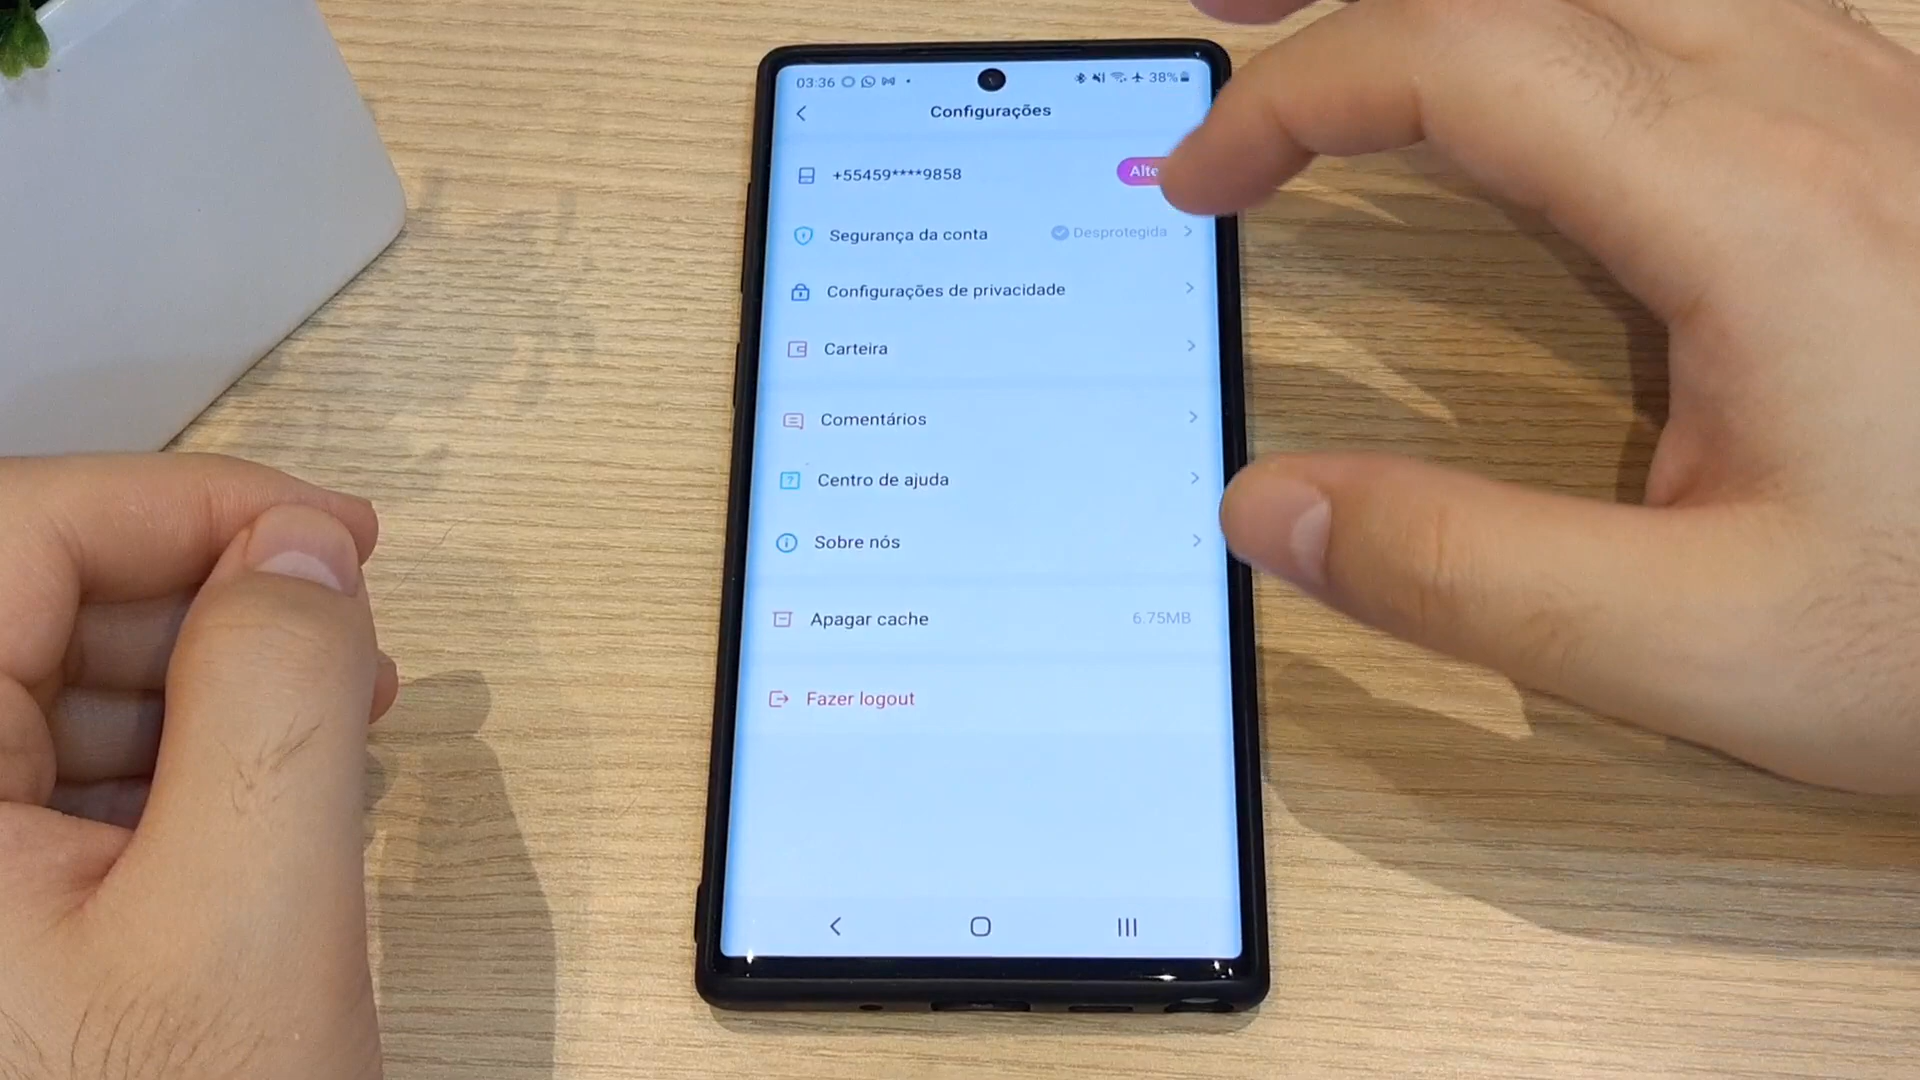 03:36 38%
Configurações
+55459****9858 Alte
Segurança da conta Desprotegida
Configurações de privacidade
Carteira
Comentários
Centro de ajuda
Sobre nós
Apagar cache 6.75MB
Fazer logout